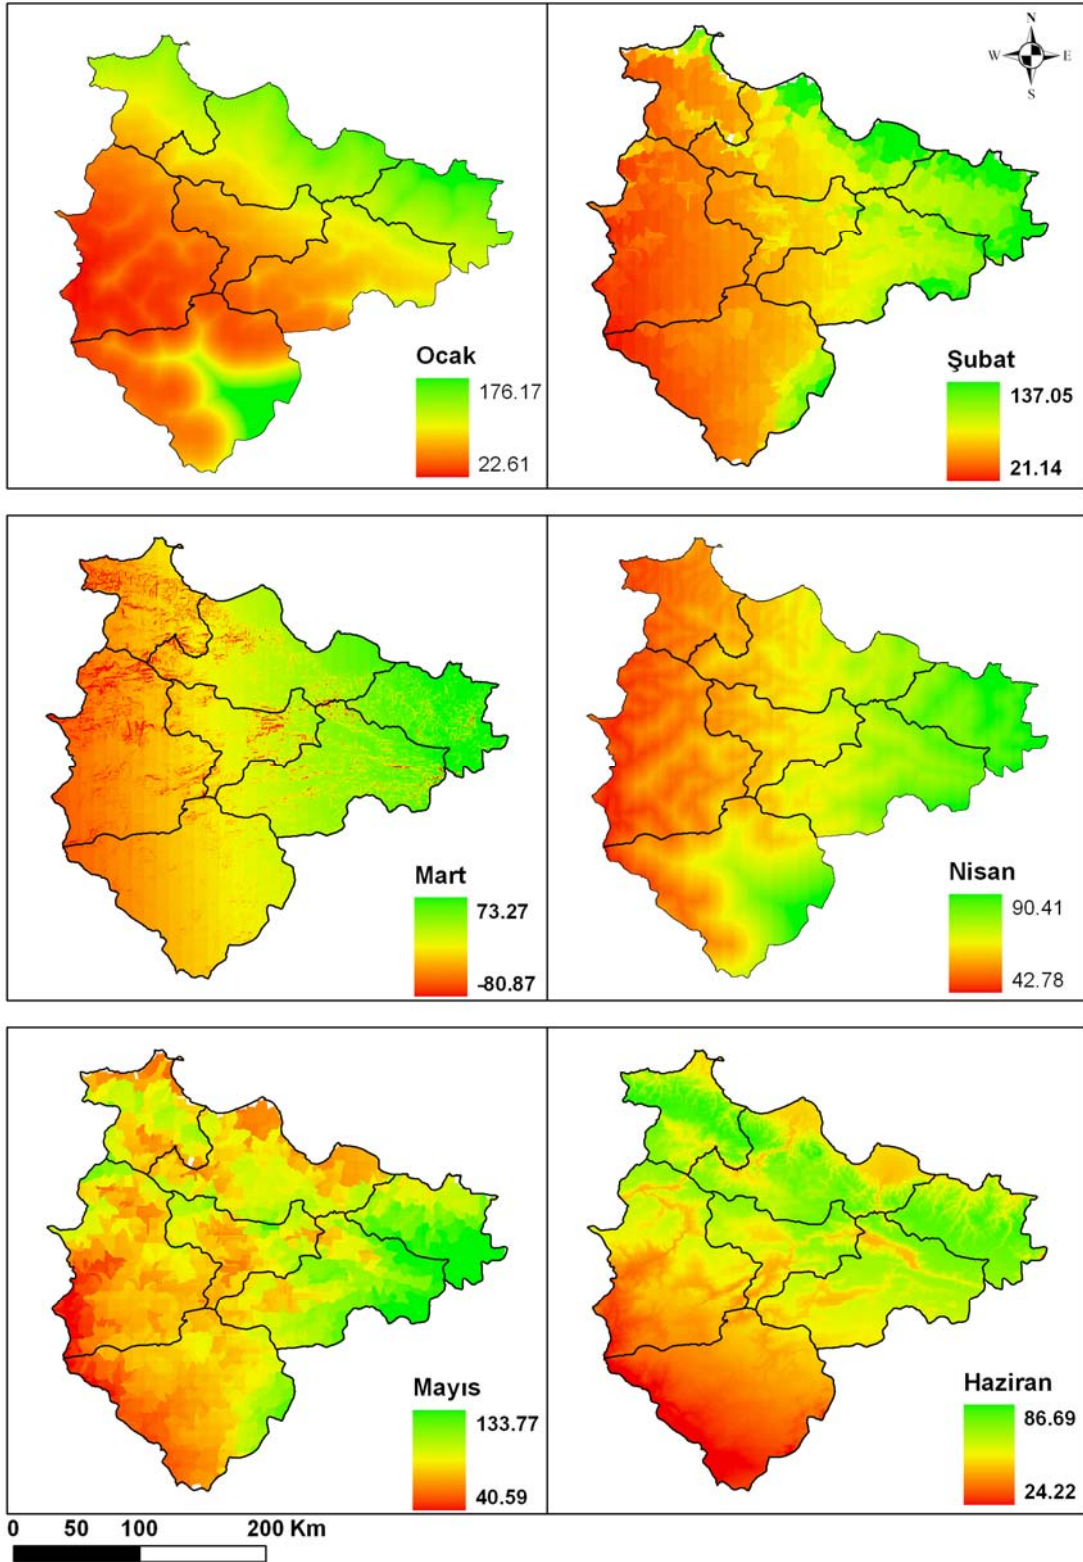 N
W E
S
Ocak
176.17
22.61
Şubat
137.05
21.14
Mart
73.27
-80.87
Nisan
90.41
42.78
Mayıs
133.77
40.59
Haziran
86.69
24.22
0 50 100 200 Km